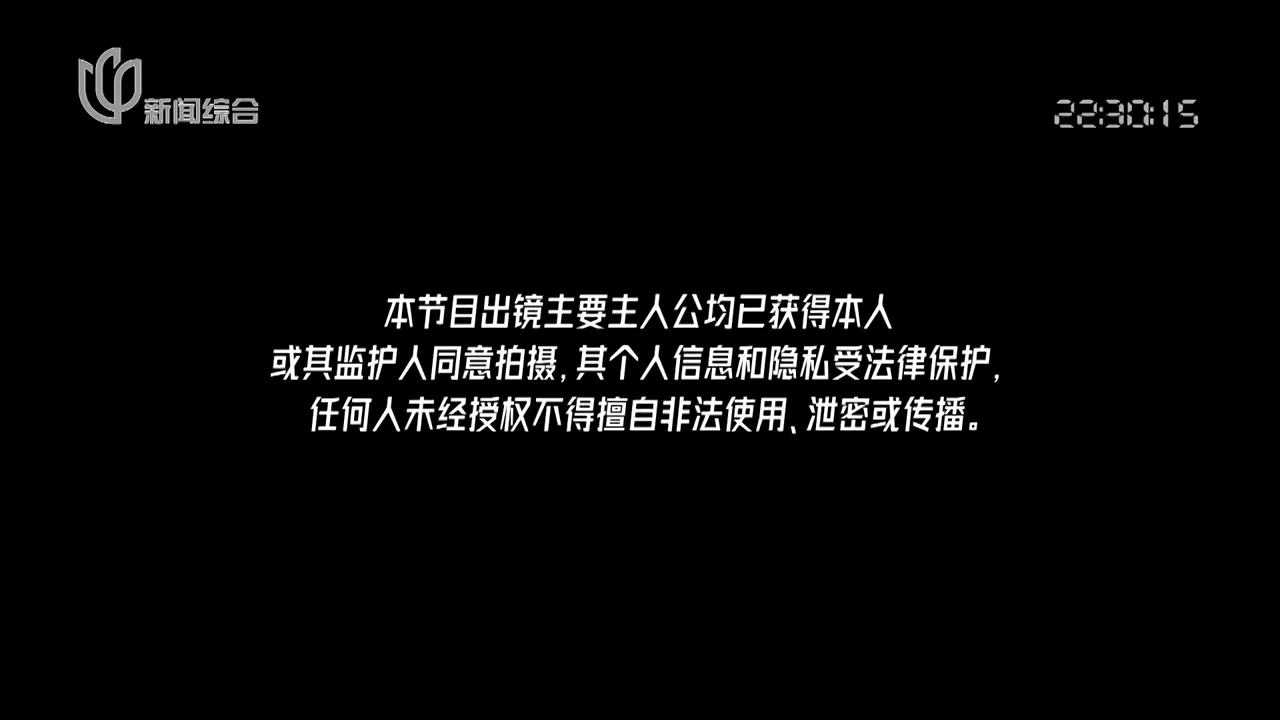 新闻综合
22:30:15
本节目出镜主要主人公均已获得本人
或其监护人同意拍摄,其个人信息和隐私受法律保护,
任何人未经授权不得擅自非法使用、泄密或传播。